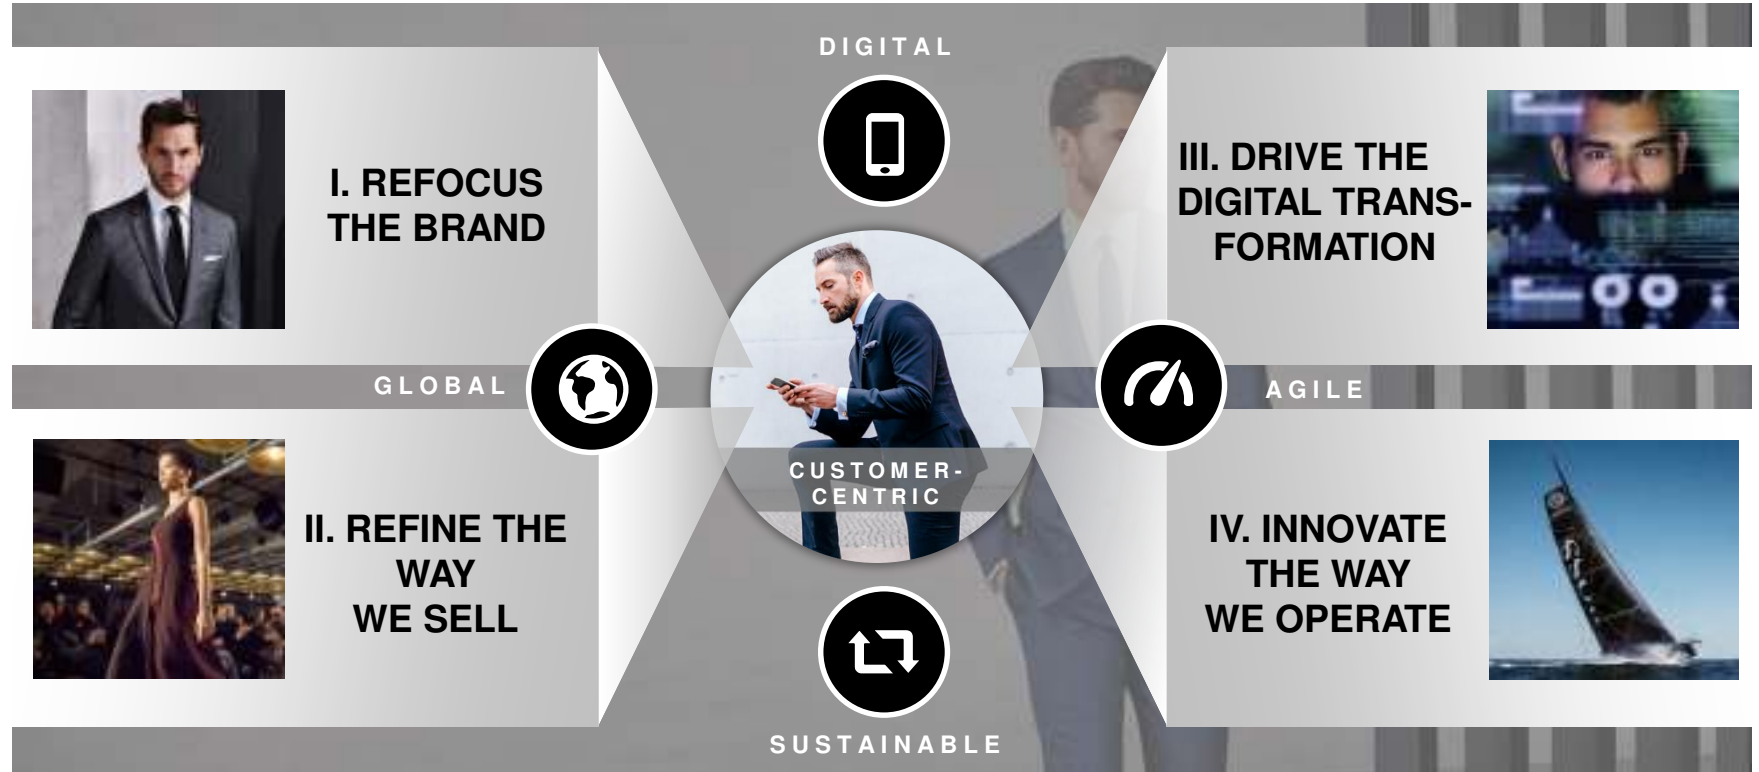 DIGITAL
I. REFOCUS
THE BRAND
III. DRIVE THE
DIGITAL TRANS-
FORMATION
GLOBAL
AGILE
CUSTOMER-
CENTRIC
II. REFINE THE
WAY
WE SELL
IV. INNOVATE
THE WAY
WE OPERATE
SUSTAINABLE